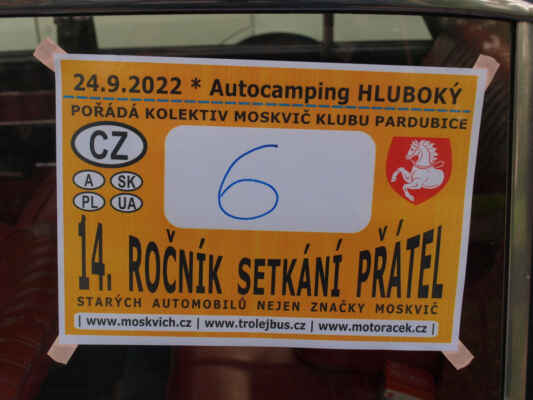 24.9.2022 * Autocamping HLUBOKÝ
POŘÁDÁ KOLEKTIV MOSKVIČ KLUBU PARDUBICE
CZ
A SK
PL UA
6
14. ROČNÍK SETKÁNÍ PŘÁTEL
STARÝCH AUTOMOBILŮ NEJEN ZNAČKY MOSKVIČ
| www.moskvich.cz | www.trolejbus.cz | www.motoracek.cz |